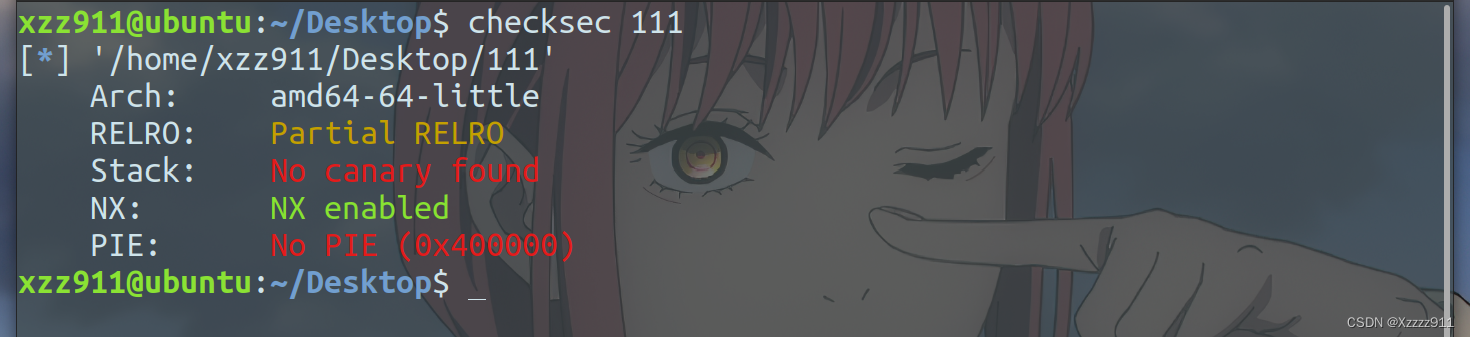 xzz911@ubuntu:~/Desktop$ checksec 111
[*] '/home/xzz911/Desktop/111'
    Arch:     amd64-64-little
    RELRO:    Partial RELRO
    Stack:    No canary found
    NX:       NX enabled
    PIE:      No PIE (0x400000)
xzz911@ubuntu:~/Desktop$ _
CSDN @Xzzzz911